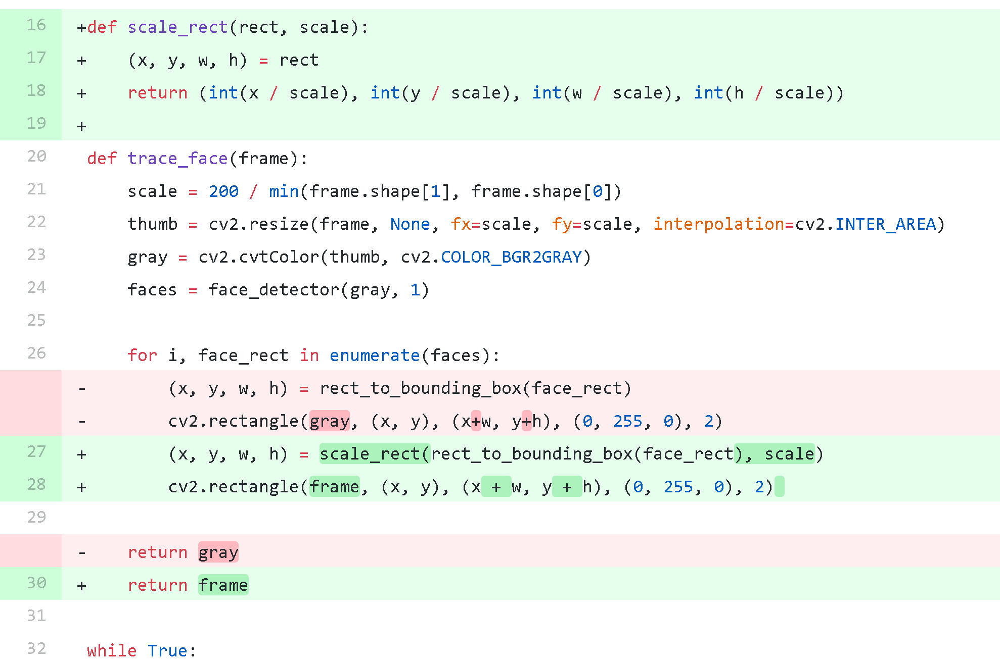 16 +def scale_rect(rect, scale):
17 +    (x, y, w, h) = rect
18 +    return (int(x / scale), int(y / scale), int(w / scale), int(h / scale))
19 +
20  def trace_face(frame):
21      scale = 200 / min(frame.shape[1], frame.shape[0])
22      thumb = cv2.resize(frame, None, fx=scale, fy=scale, interpolation=cv2.INTER_AREA)
23      gray = cv2.cvtColor(thumb, cv2.COLOR_BGR2GRAY)
24      faces = face_detector(gray, 1)
25
26      for i, face_rect in enumerate(faces):
   -        (x, y, w, h) = rect_to_bounding_box(face_rect)
   -        cv2.rectangle(gray, (x, y), (x+w, y+h), (0, 255, 0), 2)
27 +        (x, y, w, h) = scale_rect(rect_to_bounding_box(face_rect), scale)
28 +        cv2.rectangle(frame, (x, y), (x + w, y + h), (0, 255, 0), 2)
29
   -    return gray
30 +    return frame
31
32  while True: